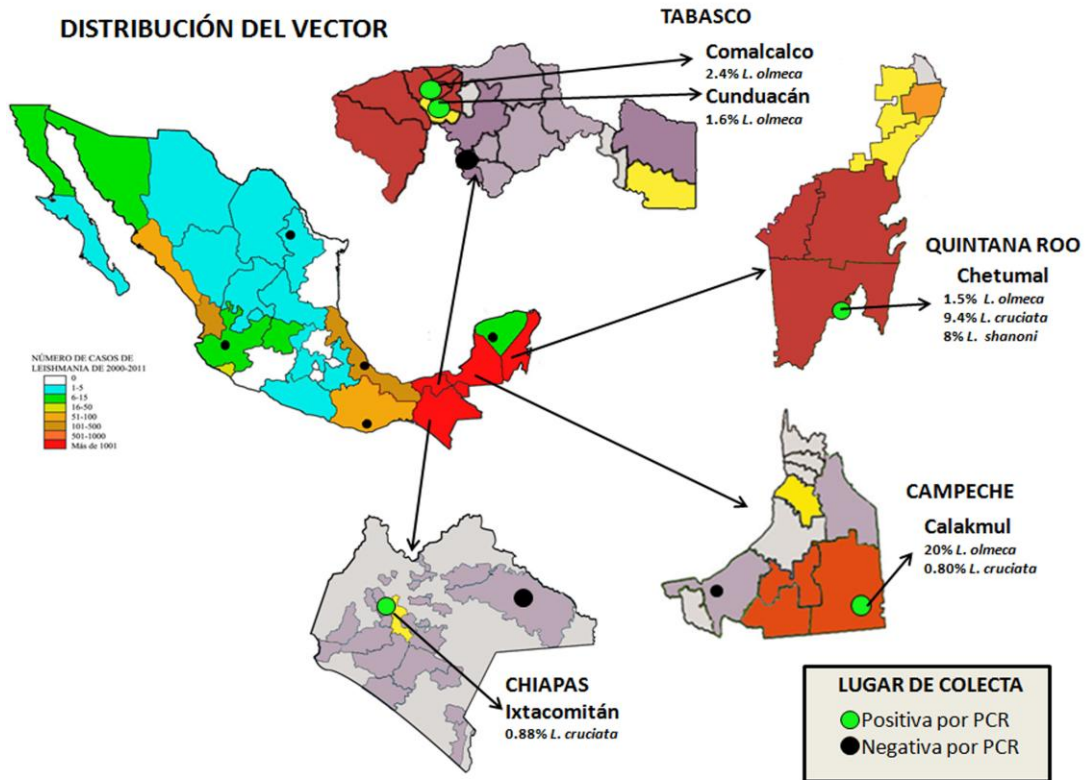 DISTRIBUCIÓN DEL VECTOR
TABASCO
Comalcalco
2.4% L. olmeca
Cunduacán
1.6% L. olmeca
QUINTANA ROO
Chetumal
1.5% L. olmeca
9.4% L. cruciata
8% L. shanoni
NÚMERO DE CASOS DE
LEISHMANIA DE 2000-2011
0
1-5
6-15
16-50
51-100
101-500
501-1000
Más de 1001
CAMPECHE
Calakmul
20% L. olmeca
0.80% L. cruciata
CHIAPAS
Ixtacomitán
0.88% L. cruciata
LUGAR DE COLECTA
Positiva por PCR
Negativa por PCR